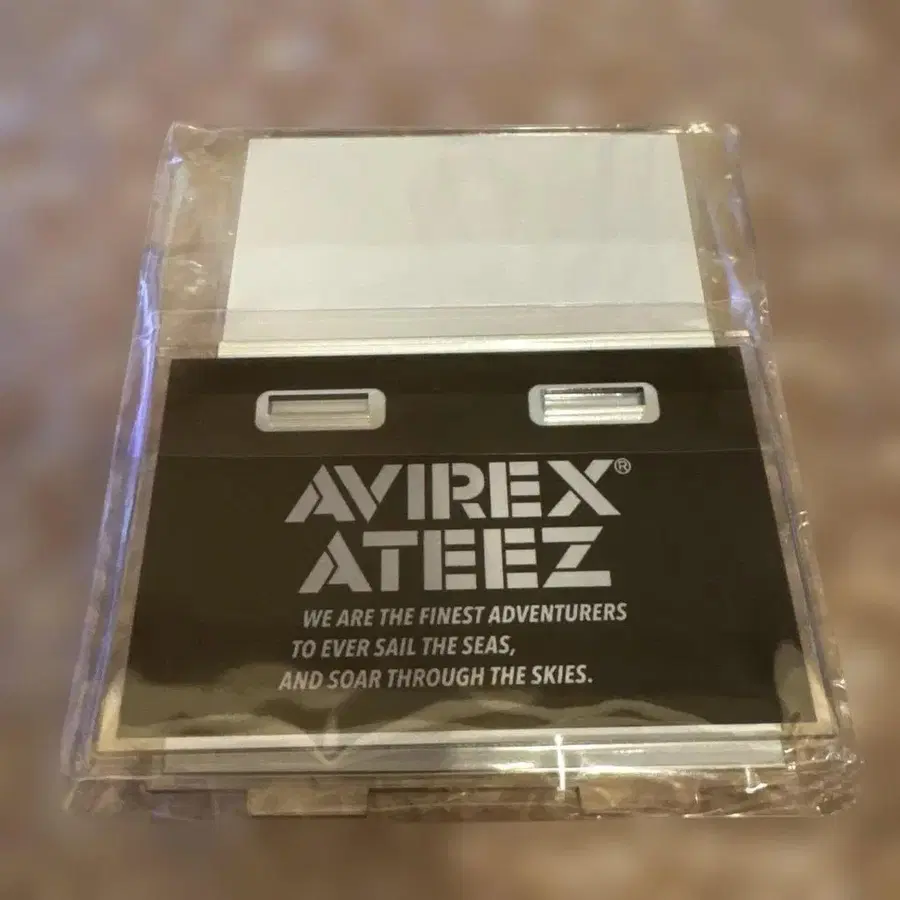 AVIREX®
ATEEZ
WE ARE THE FINEST ADVENTURERS
TO EVER SAIL THE SEAS,
AND SOAR THROUGH THE SKIES.